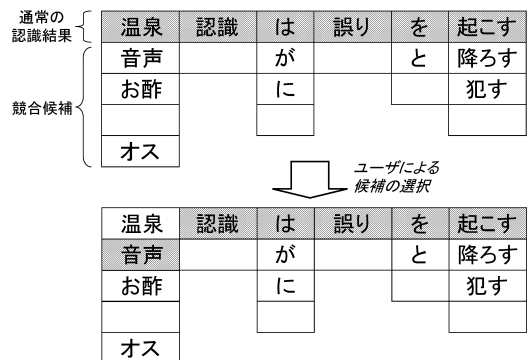 通常の
認識結果
温泉 認識 は 誤り を 起こす
競合候補
音声 が と 降ろす
お酢 に 犯す
オス
ユーザによる
候補の選択
温泉 認識 は 誤り を 起こす
音声 が と 降ろす
お酢 に 犯す
オス